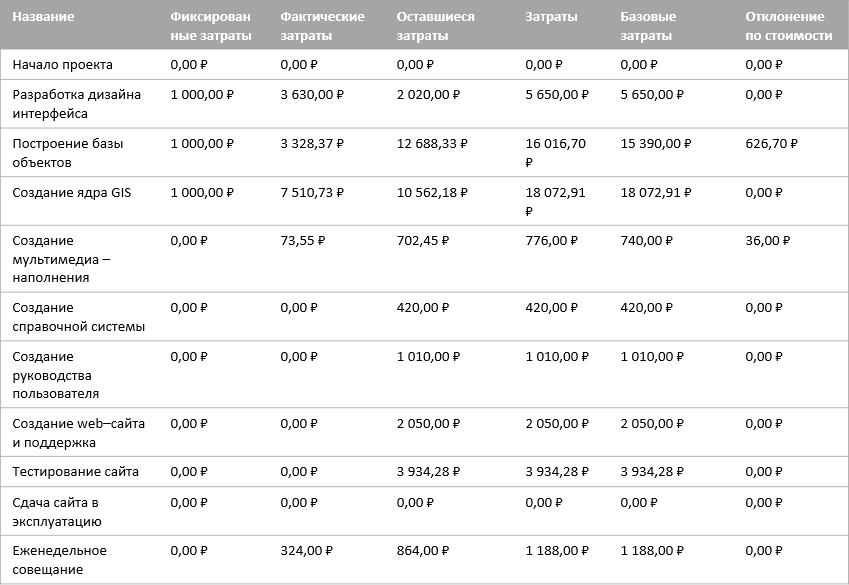 Название Фиксирован Фактические Оставшиеся Затраты Базовые Отклонение
ные затраты затраты затраты затраты по стоимости
Начало проекта 0,00 ₽ 0,00 ₽ 0,00 ₽ 0,00 ₽ 0,00 ₽ 0,00 ₽
Разработка дизайна 1 000,00 ₽ 3 630,00 ₽ 2 020,00 ₽ 5 650,00 ₽ 5 650,00 ₽ 0,00 ₽
интерфейса
Построение базы 1 000,00 ₽ 3 328,37 ₽ 12 688,33 ₽ 16 016,70 15 390,00 ₽ 626,70 ₽
объектов ₽
Создание ядра GIS 1 000,00 ₽ 7 510,73 ₽ 10 562,18 ₽ 18 072,91 18 072,91 ₽ 0,00 ₽
₽
Создание 0,00 ₽ 73,55 ₽ 702,45 ₽ 776,00 ₽ 740,00 ₽ 36,00 ₽
мультимедиа –
наполнения
Создание 0,00 ₽ 0,00 ₽ 420,00 ₽ 420,00 ₽ 420,00 ₽ 0,00 ₽
справочной системы
Создание 0,00 ₽ 0,00 ₽ 1 010,00 ₽ 1 010,00 ₽ 1 010,00 ₽ 0,00 ₽
руководства
пользователя
Создание web–сайта 0,00 ₽ 0,00 ₽ 2 050,00 ₽ 2 050,00 ₽ 2 050,00 ₽ 0,00 ₽
и поддержка
Тестирование сайта 0,00 ₽ 0,00 ₽ 3 934,28 ₽ 3 934,28 ₽ 3 934,28 ₽ 0,00 ₽
Сдача сайта в 0,00 ₽ 0,00 ₽ 0,00 ₽ 0,00 ₽ 0,00 ₽ 0,00 ₽
эксплуатацию
Еженедельное 0,00 ₽ 324,00 ₽ 864,00 ₽ 1 188,00 ₽ 1 188,00 ₽ 0,00 ₽
совещание